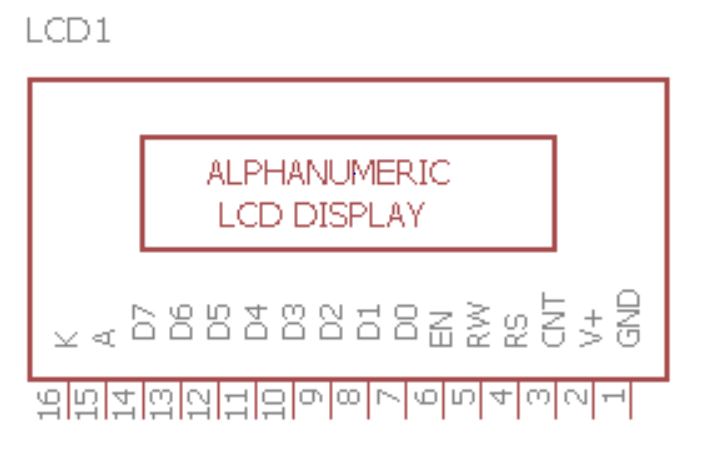 LCD1
ALPHANUMERIC
LCD DISPLAY
K A D7 D6 D5 D4 D3 D2 D1 D0 EN RW RS CNT V+ GND
16 15 14 13 12 11 10 9 8 7 6 5 4 3 2 1